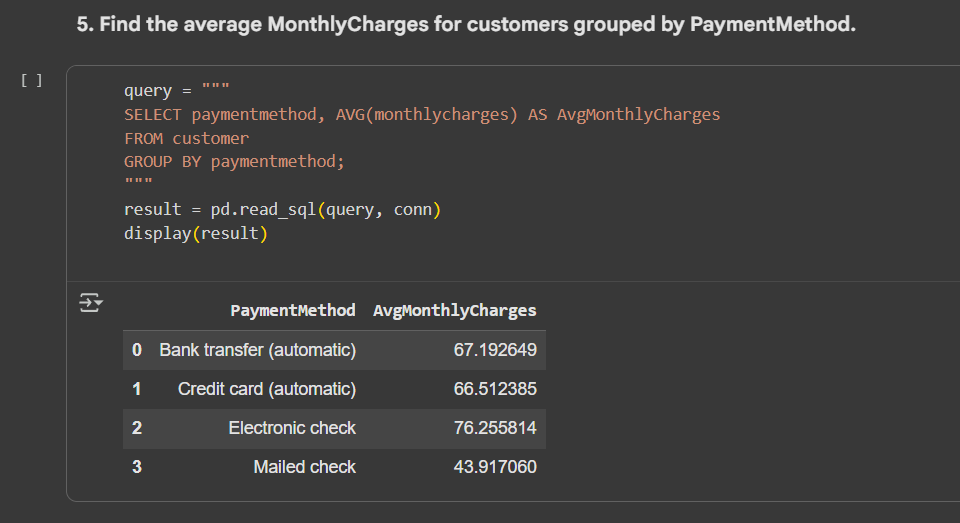 5. Find the average MonthlyCharges for customers grouped by PaymentMethod.
[ ]
query = """
SELECT paymentmethod, AVG(monthlycharges) AS AvgMonthlyCharges
FROM customer
GROUP BY paymentmethod;
"""
result = pd.read_sql(query, conn)
display(result)
PaymentMethod AvgMonthlyCharges
0 Bank transfer (automatic) 67.192649
1 Credit card (automatic) 66.512385
2 Electronic check 76.255814
3 Mailed check 43.917060